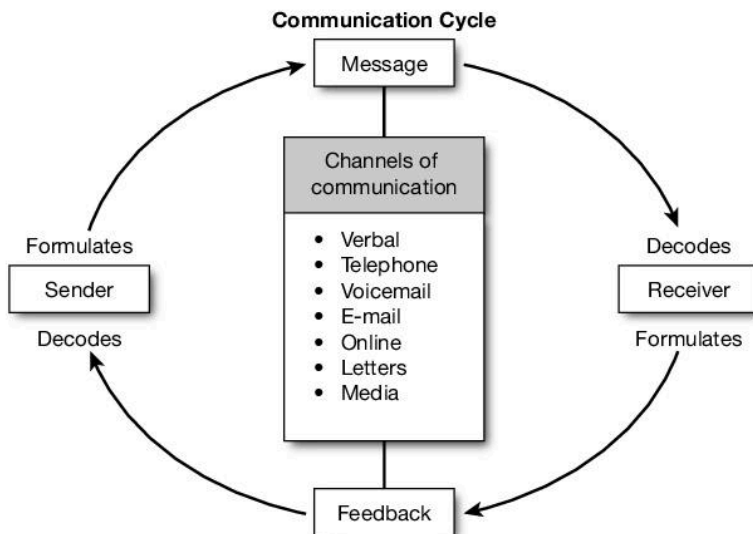 Communication Cycle
Message
Channels of
communication
• Verbal
• Telephone
• Voicemail
• E-mail
• Online
• Letters
• Media
Formulates
Sender
Decodes
Decodes
Receiver
Formulates
Feedback